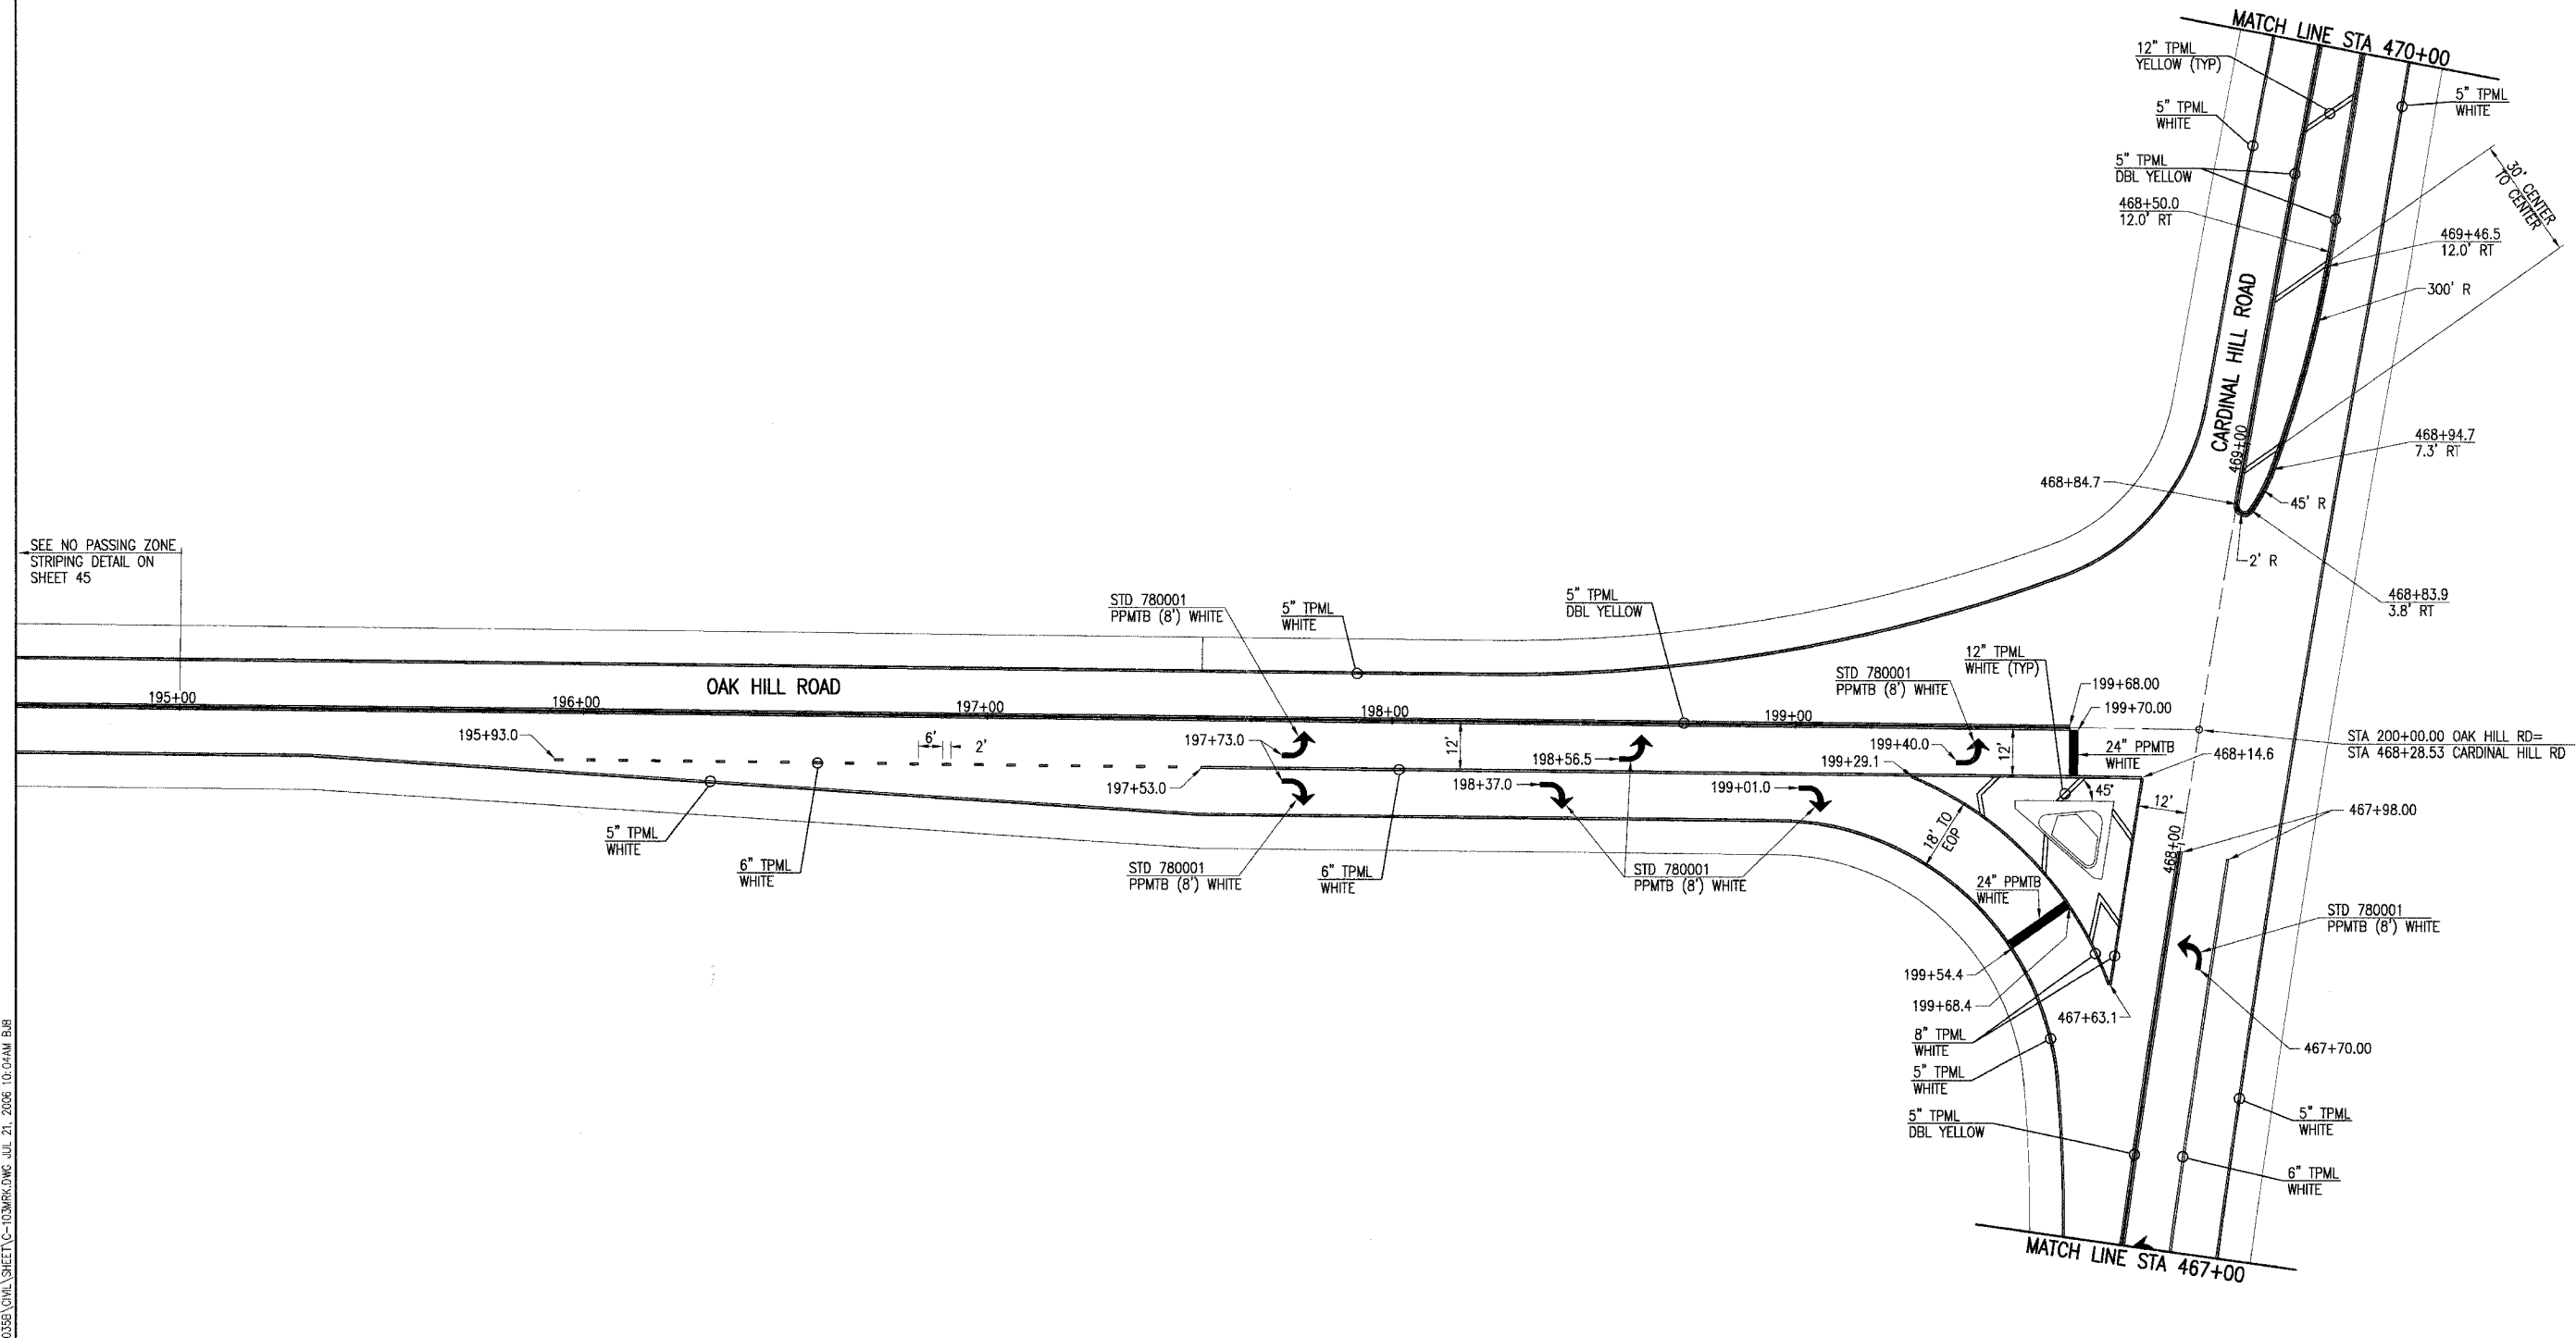 MATCH LINE STA 470+00
12" TPML
YELLOW (TYP)
5" TPML
WHITE
5" TPML
WHITE
5" TPML
DBL YELLOW
30' CENTER
TO CENTER
468+50.0
12.0' RT
469+46.5
12.0' RT
300' R
CARDINAL HILL ROAD
469+00
468+94.7
7.3' RT
468+84.7
45' R
2' R
468+83.9
3.8' RT
SEE NO PASSING ZONE
STRIPING DETAIL ON
SHEET 45
STD 780001
PPMTB (8') WHITE
5" TPML
WHITE
5" TPML
DBL YELLOW
12" TPML
WHITE (TYP)
STD 780001
PPMTB (8') WHITE
199+68.00
199+70.00
OAK HILL ROAD
195+00
196+00
197+00
198+00
199+00
195+93.0
6'
2'
197+73.0
12'
198+56.5
199+40.0
12'
24" PPMTB
WHITE
468+14.6
STA 200+00.00 OAK HILL RD=
STA 468+28.53 CARDINAL HILL RD
197+53.0
198+37.0
199+01.0
199+29.1
45'
12'
467+98.00
468+00
18' TO
EOP
5" TPML
WHITE
6" TPML
WHITE
STD 780001
PPMTB (8') WHITE
6" TPML
WHITE
STD 780001
PPMTB (8') WHITE
24" PPMTB
WHITE
STD 780001
PPMTB (8') WHITE
199+54.4
199+68.4
467+63.1
467+70.00
8" TPML
WHITE
5" TPML
WHITE
5" TPML
DBL YELLOW
5" TPML
WHITE
6" TPML
WHITE
MATCH LINE STA 467+00
035B\CIVIL\SHEET\C-103MRK.DWG JUL 21, 2006 10:04AM BJB